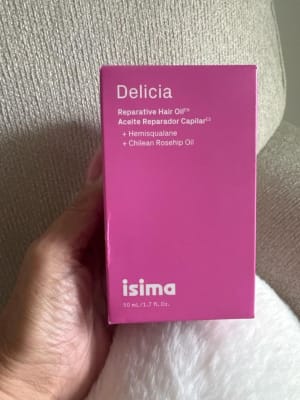 Delicia
Reparative Hair Oil
Aceite Reparador Capilar
+ Hemisqualane
+ Chilean Rosehip Oil
isima
50 mL/1.7 fl.oz.